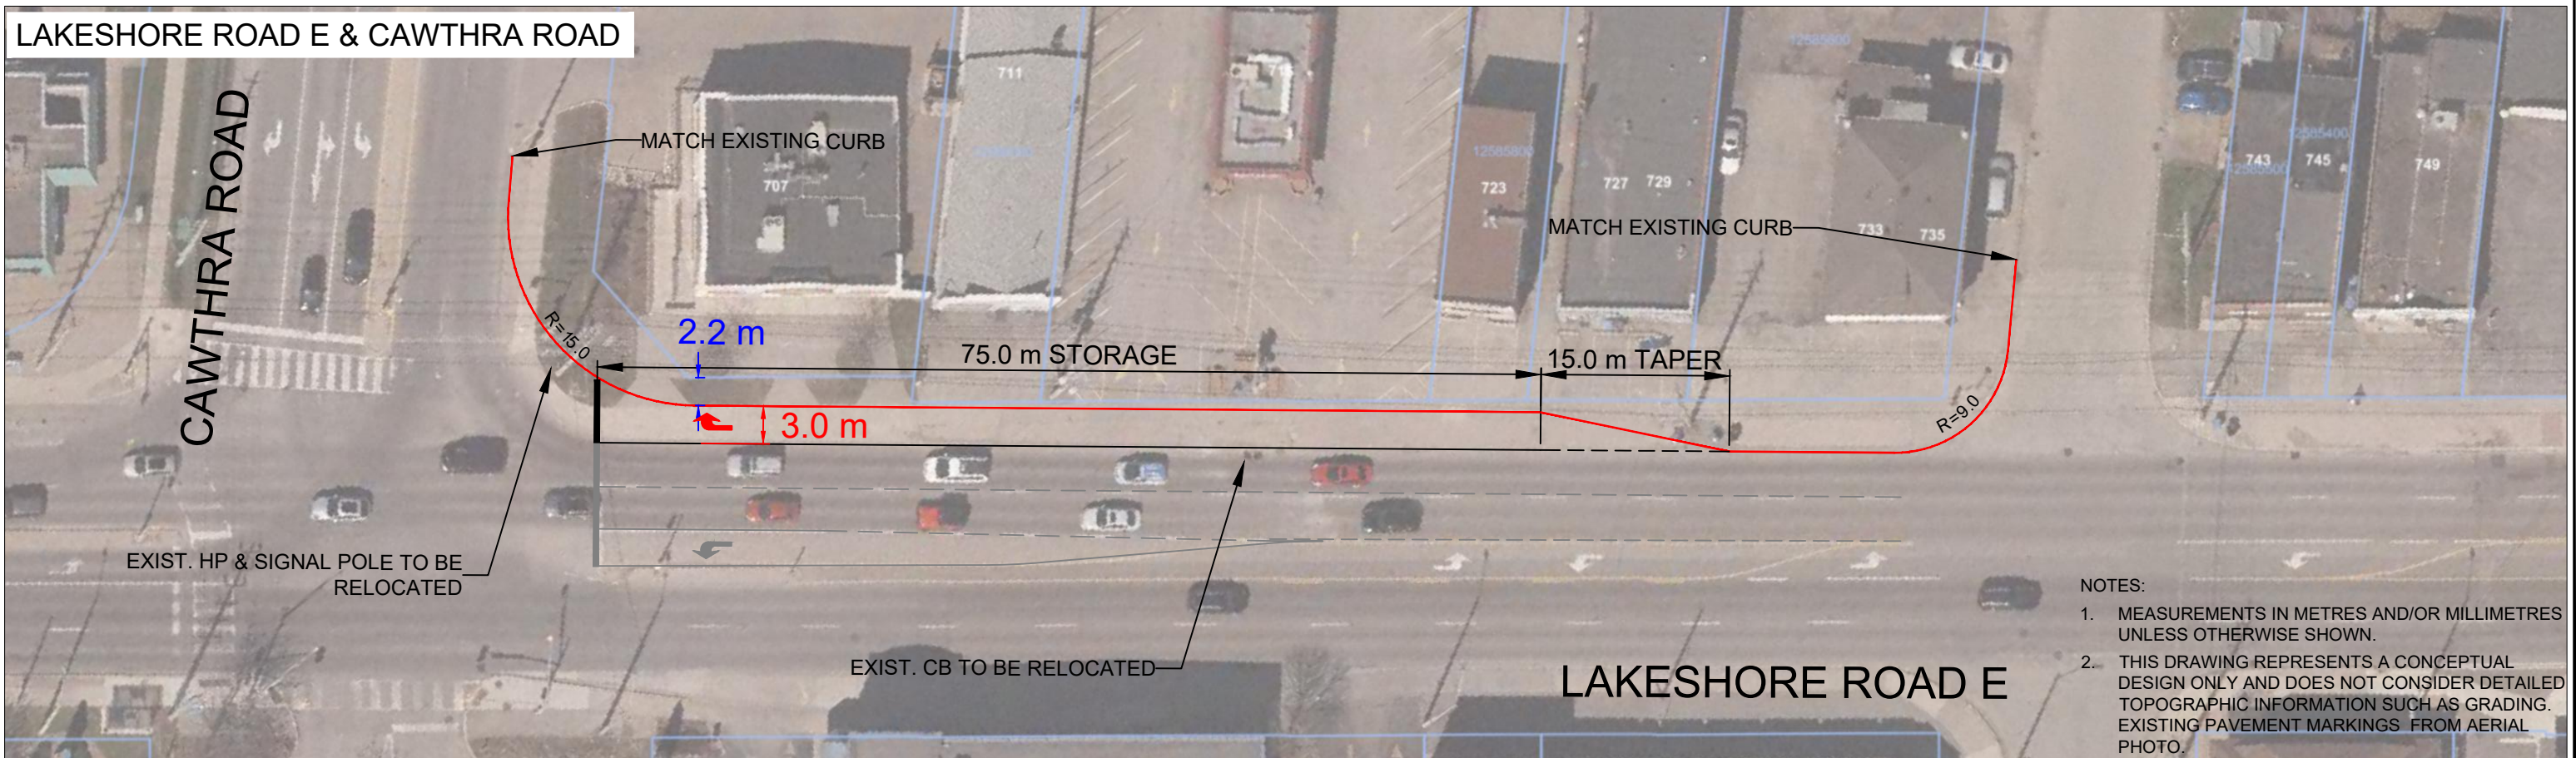 LAKESHORE ROAD E & CAWTHRA ROAD
CAWTHRA ROAD
MATCH EXISTING CURB
707
711
12585800
723
727 729
12585600
733 735
MATCH EXISTING CURB
743
745
749
12585400
12585500
R=15.0
2.2 m
75.0 m STORAGE
15.0 m TAPER
3.0 m
R=9.0
EXIST. HP & SIGNAL POLE TO BE
RELOCATED
EXIST. CB TO BE RELOCATED
LAKESHORE ROAD E
NOTES:
1. MEASUREMENTS IN METRES AND/OR MILLIMETRES
UNLESS OTHERWISE SHOWN.
2. THIS DRAWING REPRESENTS A CONCEPTUAL
DESIGN ONLY AND DOES NOT CONSIDER DETAILED
TOPOGRAPHIC INFORMATION SUCH AS GRADING.
EXISTING PAVEMENT MARKINGS FROM AERIAL
PHOTO.